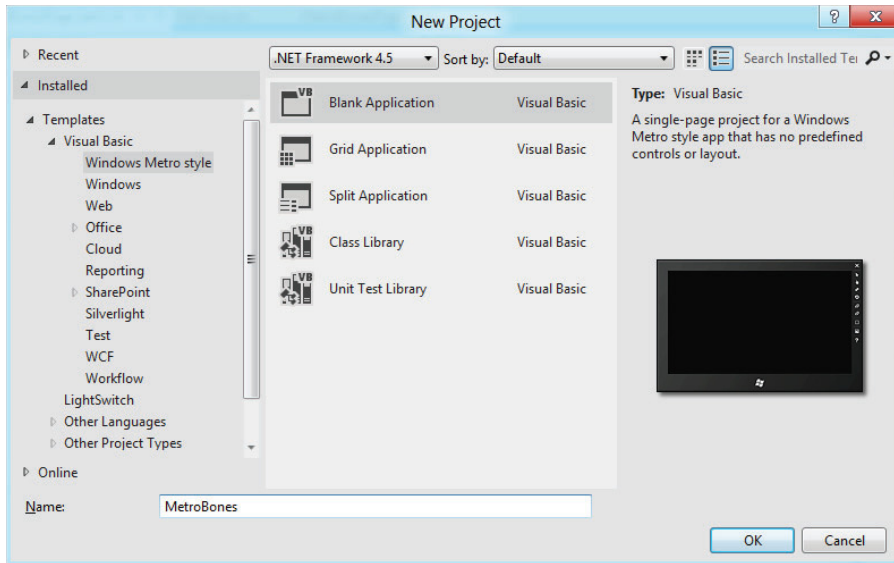 New Project
Recent
.NET Framework 4.5
Sort by:
Default
Search Installed Te
Installed
Templates
Visual Basic
Windows Metro style
Windows
Web
Office
Cloud
Reporting
SharePoint
Silverlight
Test
WCF
Workflow
LightSwitch
Other Languages
Other Project Types
Online
VB
Blank Application Visual Basic
Grid Application Visual Basic
Split Application Visual Basic
VB
Class Library Visual Basic
VB
Unit Test Library Visual Basic
Type: Visual Basic
A single-page project for a Windows
Metro style app that has no predefined
controls or layout.
Name:
MetroBones
OK
Cancel